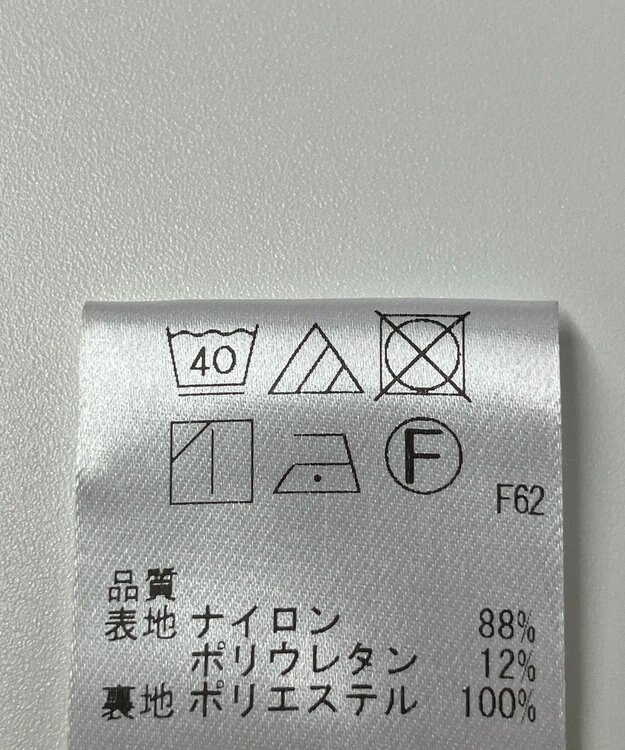 40
F
F62
品質
表地 ナイロン 88%
ポリウレタン 12%
裏地 ポリエステル 100%